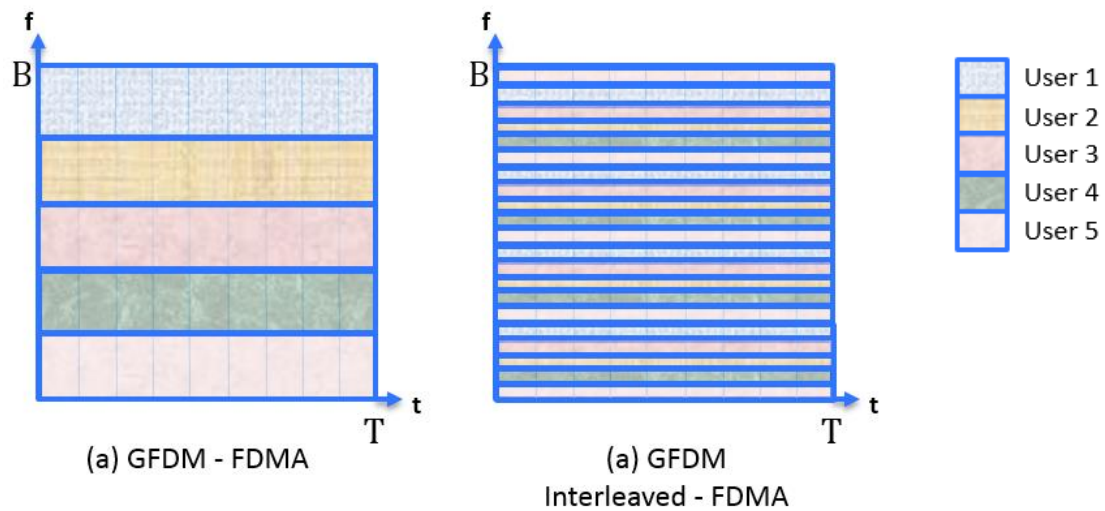 f
B
t
T
(a) GFDM - FDMA
f
B
t
T
(a) GFDM
Interleaved - FDMA
User 1
User 2
User 3
User 4
User 5